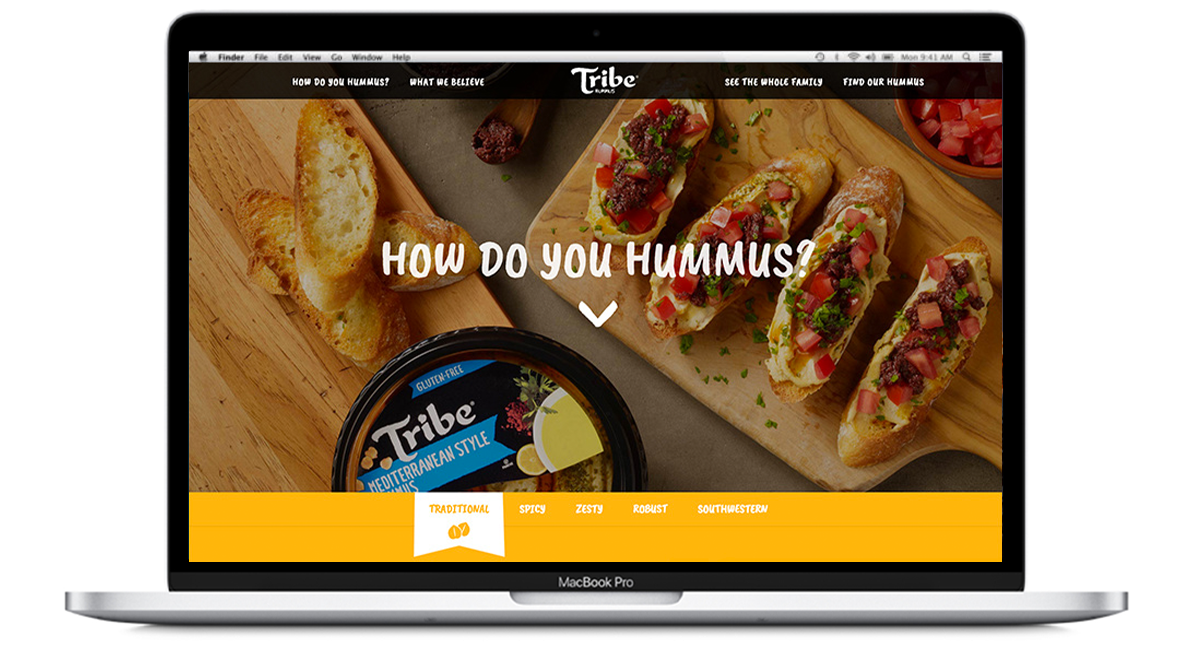 Finder File Edit View Go Window Help Mon 9:41 AM
HOW DO YOU HUMMUS? WHAT WE BELIEVE Tribe HUMMUS SEE THE WHOLE FAMILY FIND OUR HUMMUS
HOW DO YOU HUMMUS?
GLUTEN-FREE
Tribe
MEDITERRANEAN STYLE
HUMMUS
TRADITIONAL SPICY ZESTY ROBUST SOUTHWESTERN
MacBook Pro